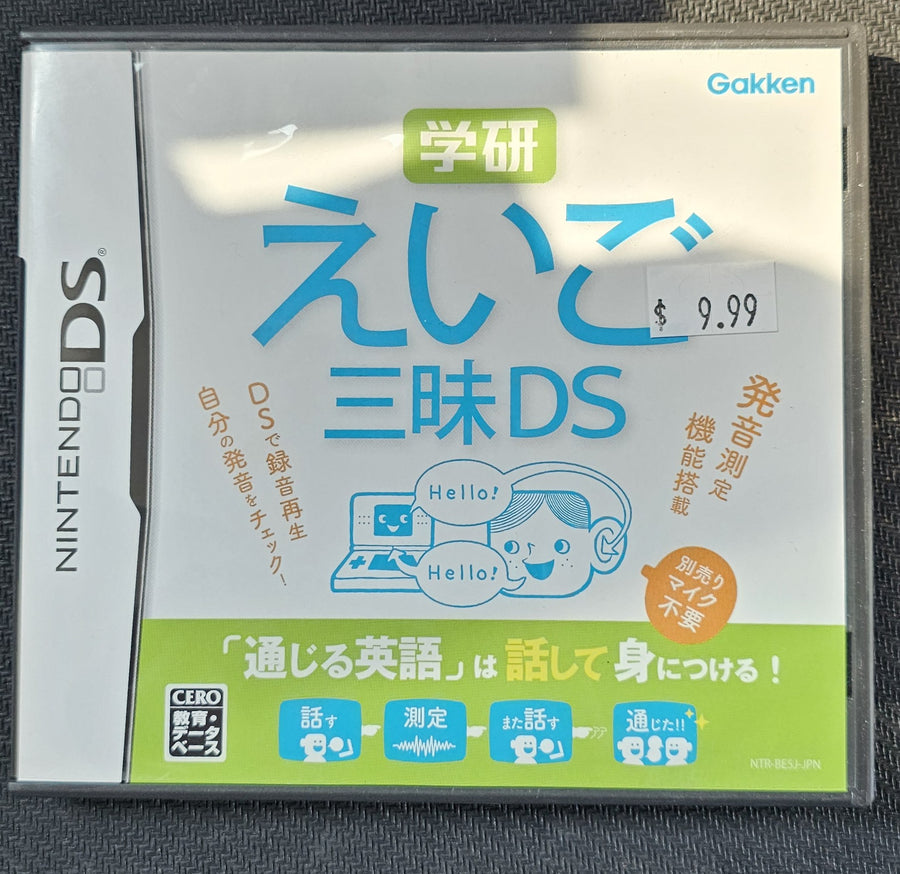 Gakken
学研
えいご
$ 9.99
三昧DS
NINTENDO DS®
DSで録音再生
自分の発音をチェック!
発音測定
機能搭載
Hello!
Hello!
別売り
マイク
不要
「通じる英語」は話して身につける!
CERO
教育・
データ
ベース
話す
測定
また話す
通じた!!
NTR-BESJ-JPN